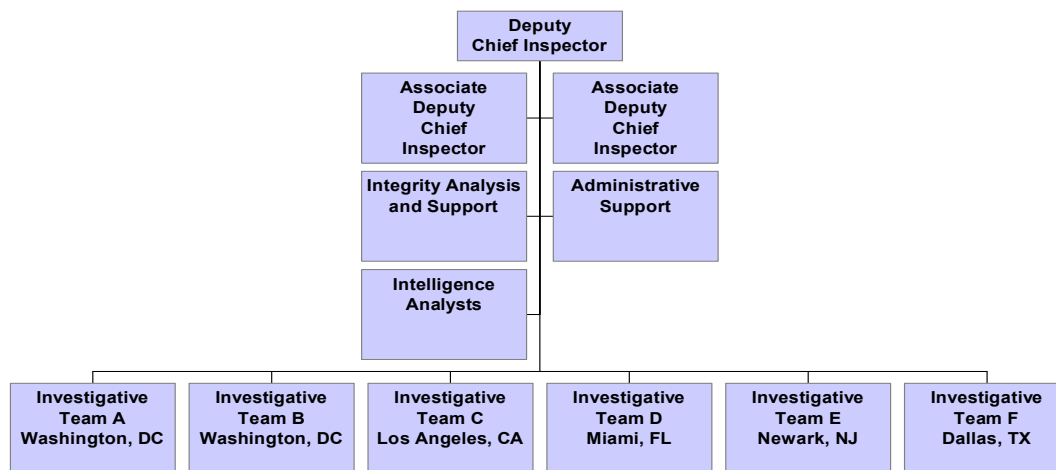 Deputy
Chief Inspector
Associate
Deputy
Chief
Inspector
Associate
Deputy
Chief
Inspector
Integrity Analysis
and Support
Administrative
Support
Intelligence
Analysts
Investigative
Team A
Washington, DC
Investigative
Team B
Washington, DC
Investigative
Team C
Los Angeles, CA
Investigative
Team D
Miami, FL
Investigative
Team E
Newark, NJ
Investigative
Team F
Dallas, TX